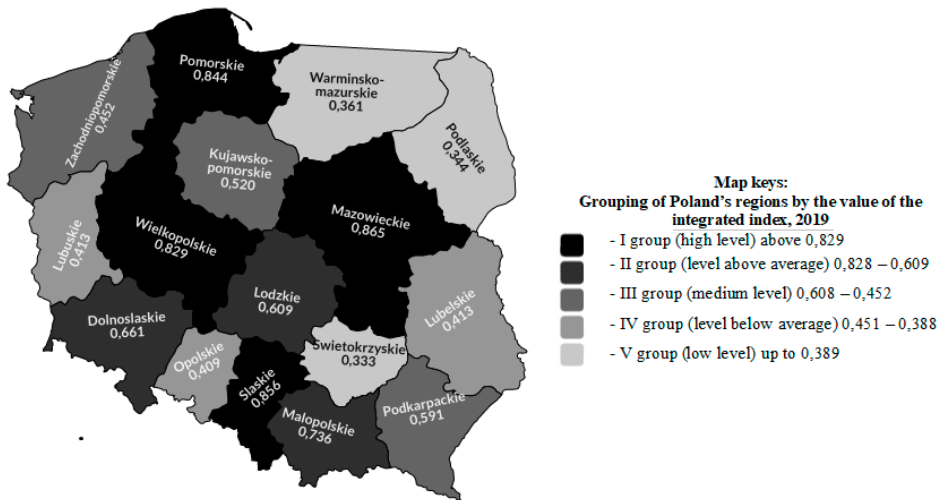 Pomorskie
0,844
Warminsko-
mazurskie
0,361
Zachodniopomorskie
0,452
Podlaskie
0,344
Kujawsko-
pomorskie
0,520
Mazowieckie
0,865
Lubuskie
0,413
Wielkopolskie
0,829
Lodzkie
0,609
Lubelskie
0,413
Dolnoslaskie
0,661
Opolskie
0,409
Swietokrzyskie
0,333
Slaskie
0,856
Malopolskie
0,736
Podkarpackie
0,591
Map keys:
Grouping of Poland's regions by the value of the
integrated index, 2019
- I group (high level) above 0,829
- II group (level above average) 0,828 – 0,609
- III group (medium level) 0,608 – 0,452
- IV group (level below average) 0,451 – 0,388
- V group (low level) up to 0,389